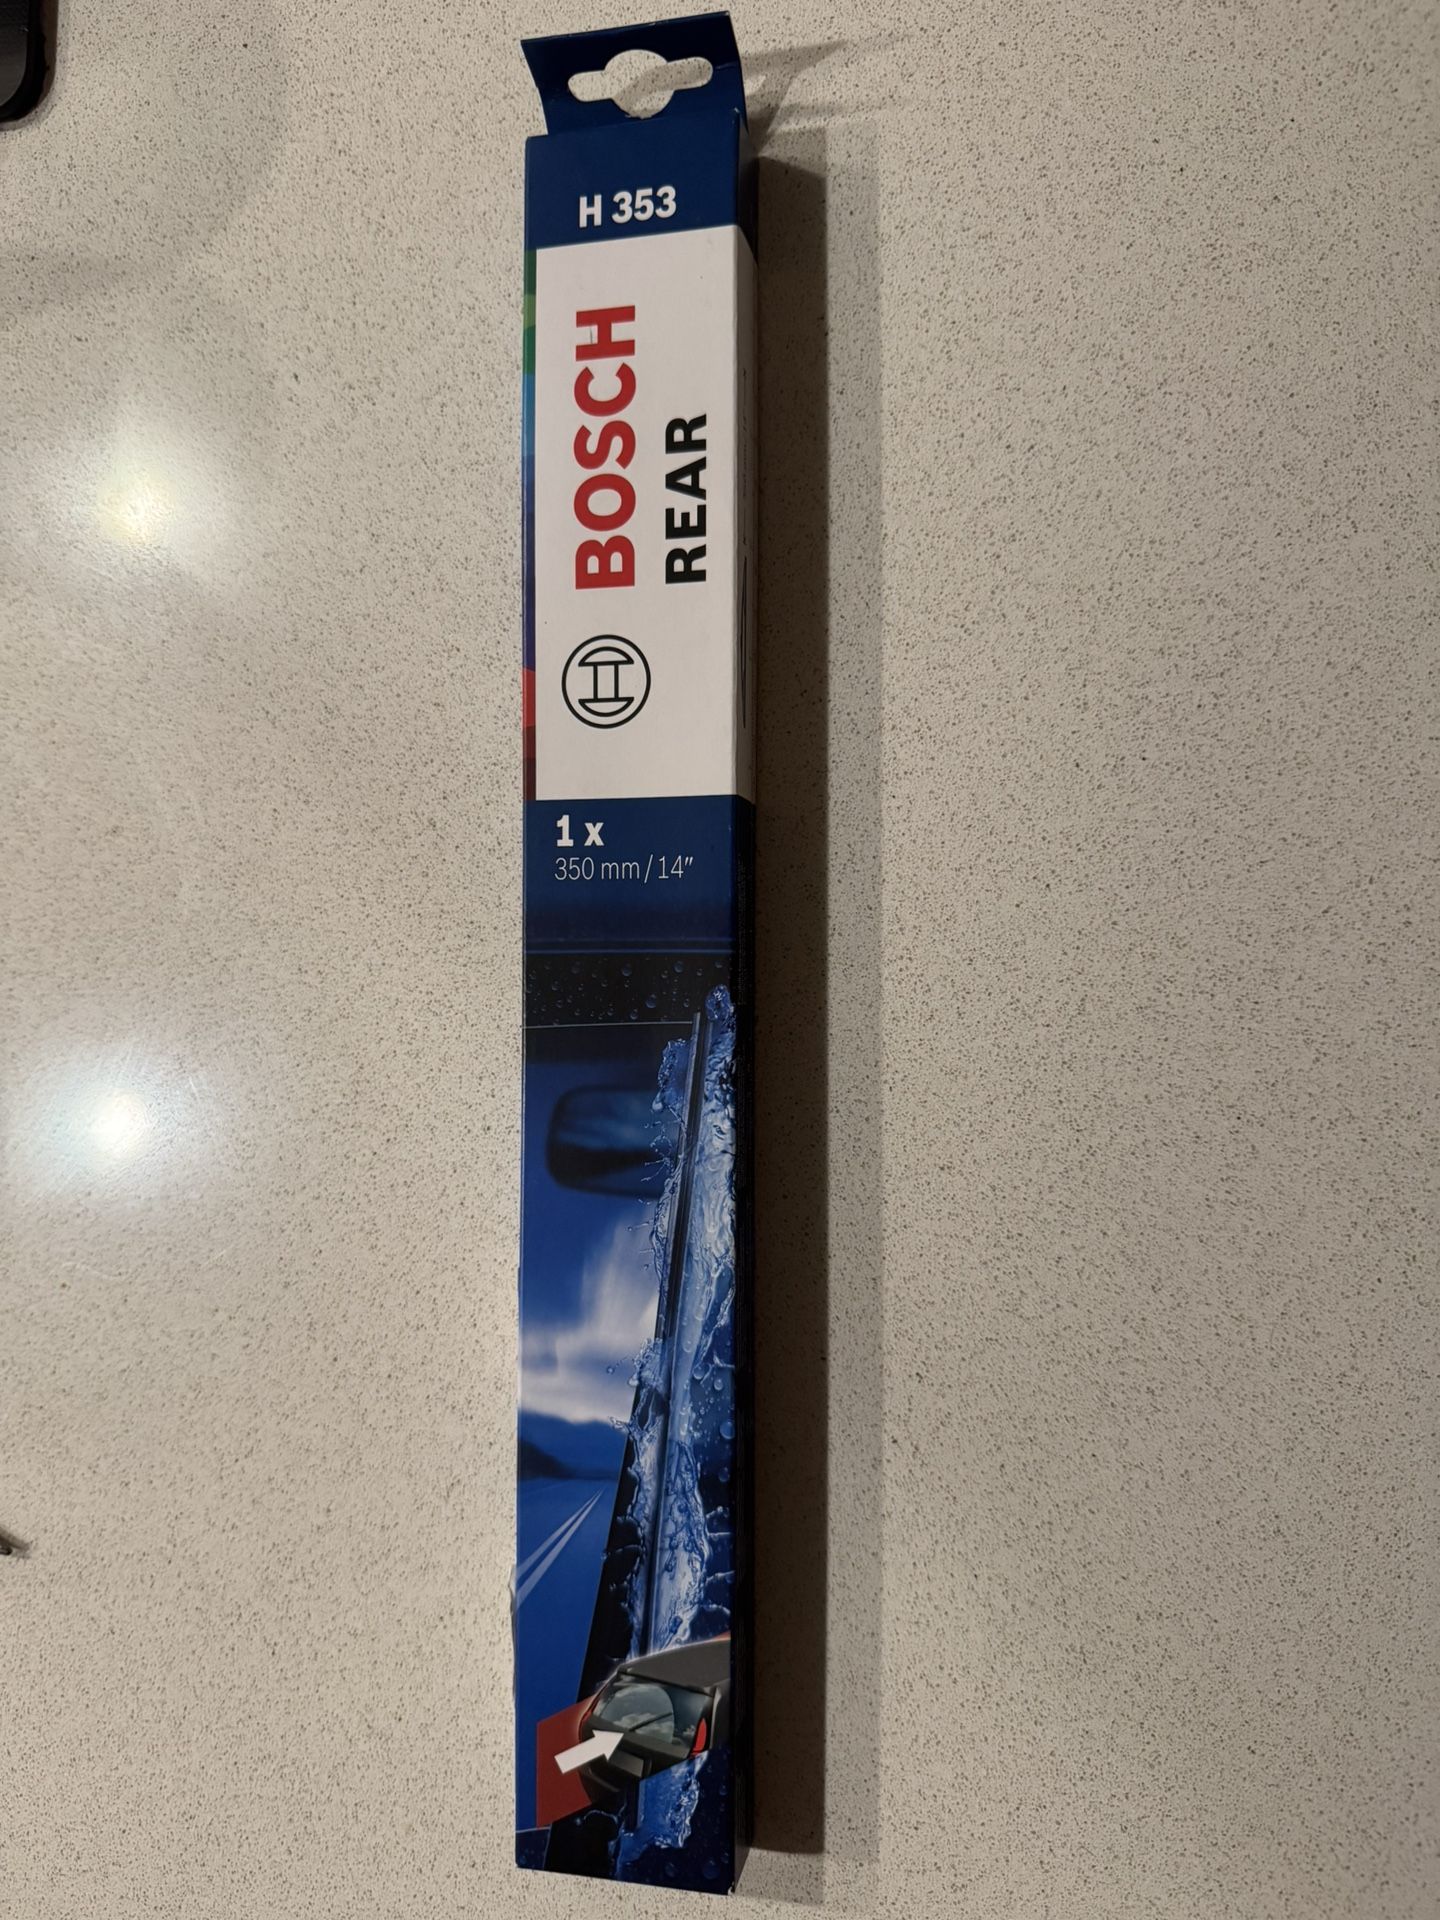 H 353
BOSCH
REAR
1 x
350 mm / 14"